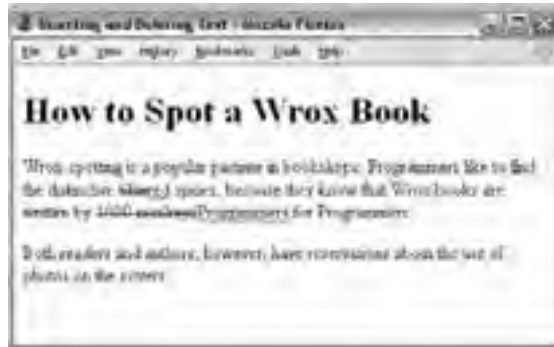 Inserting and Deleting Text - Mozilla Firefox
File Edit View History Bookmarks Tools Help
How to Spot a Wrox Book
Wrox-spotting is a popular pastime in bookshops. Programmers like to find
the distinctive spines, because they know that Wrox books are
written by 1000 monkeys Programmers for Programmers.
Both readers and authors, however, have reservations about the use of
photos on the covers.